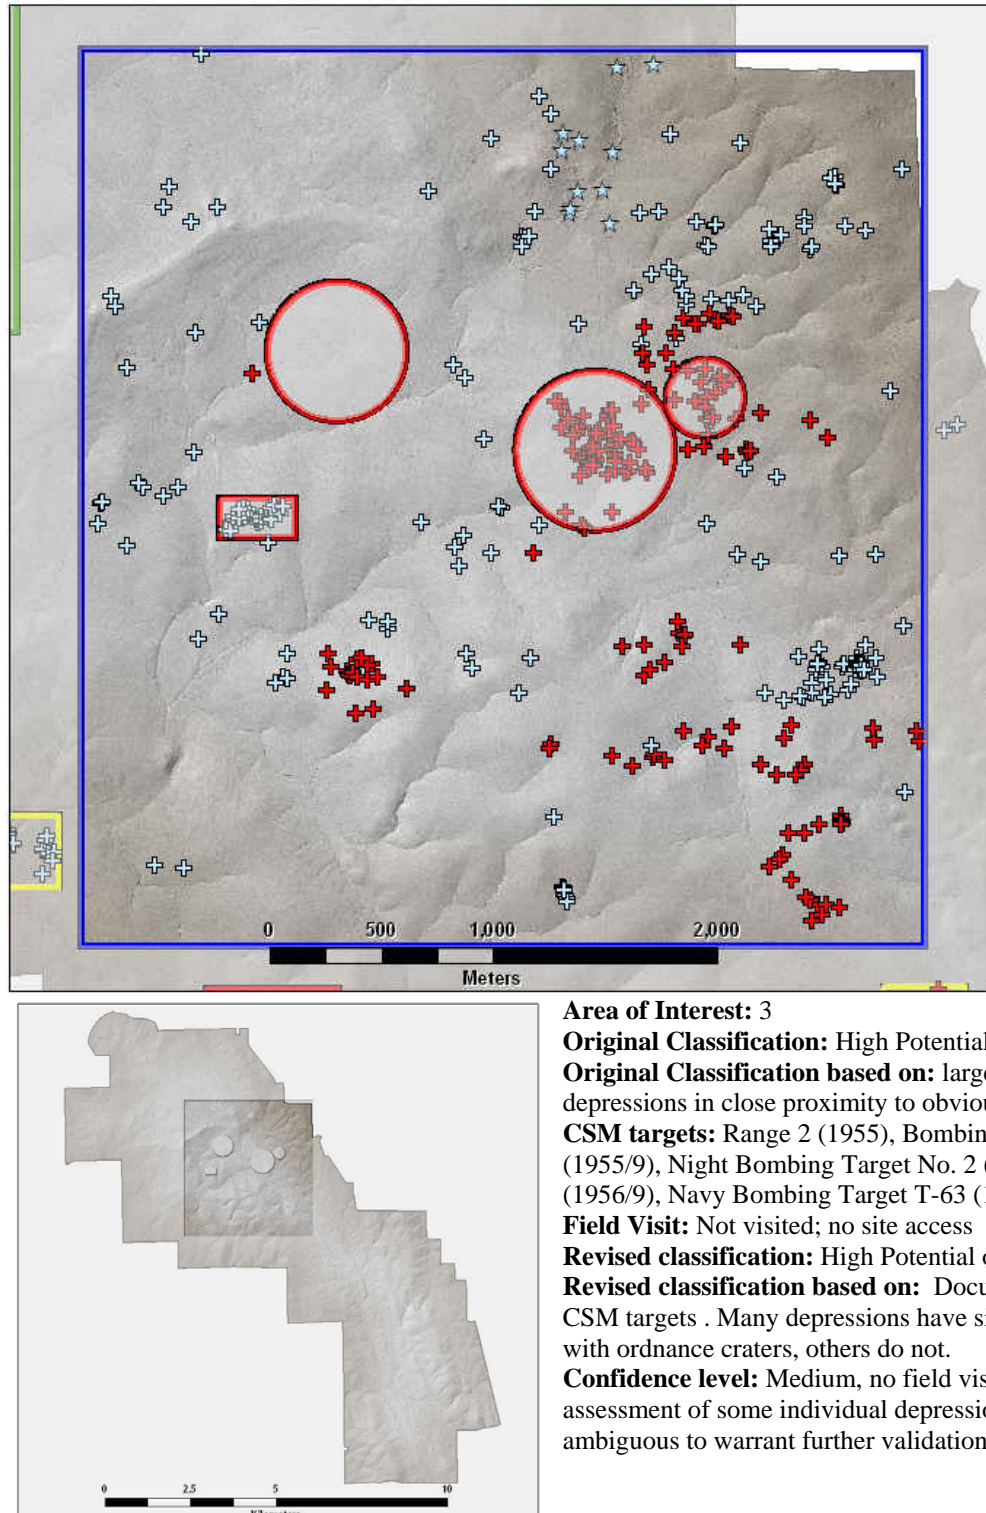 0 500 1,000 2,000
Meters
Area of Interest: 3
Original Classification: High Potential
Original Classification based on: large
depressions in close proximity to obviou
CSM targets: Range 2 (1955), Bombin
(1955/9), Night Bombing Target No. 2 (
(1956/9), Navy Bombing Target T-63 (1
Field Visit: Not visited; no site access
Revised classification: High Potential o
Revised classification based on: Docu
CSM targets . Many depressions have si
with ordnance craters, others do not.
Confidence level: Medium, no field vis
assessment of some individual depressio
ambiguous to warrant further validation
0 2.5 5 10